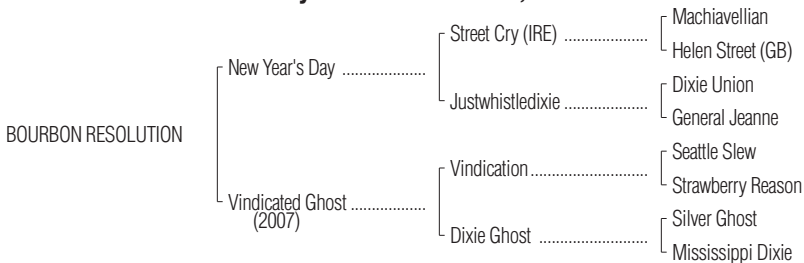 Machiavellian
Street Cry (IRE) ..................
Helen Street (GB)
New Year's Day ....................
Dixie Union
Justwhistledixie ...................
General Jeanne
BOURBON RESOLUTION
Seattle Slew
Vindication.........................
Strawberry Reason
Vindicated Ghost ..................
(2007)
Silver Ghost
Dixie Ghost ........................
Mississippi Dixie